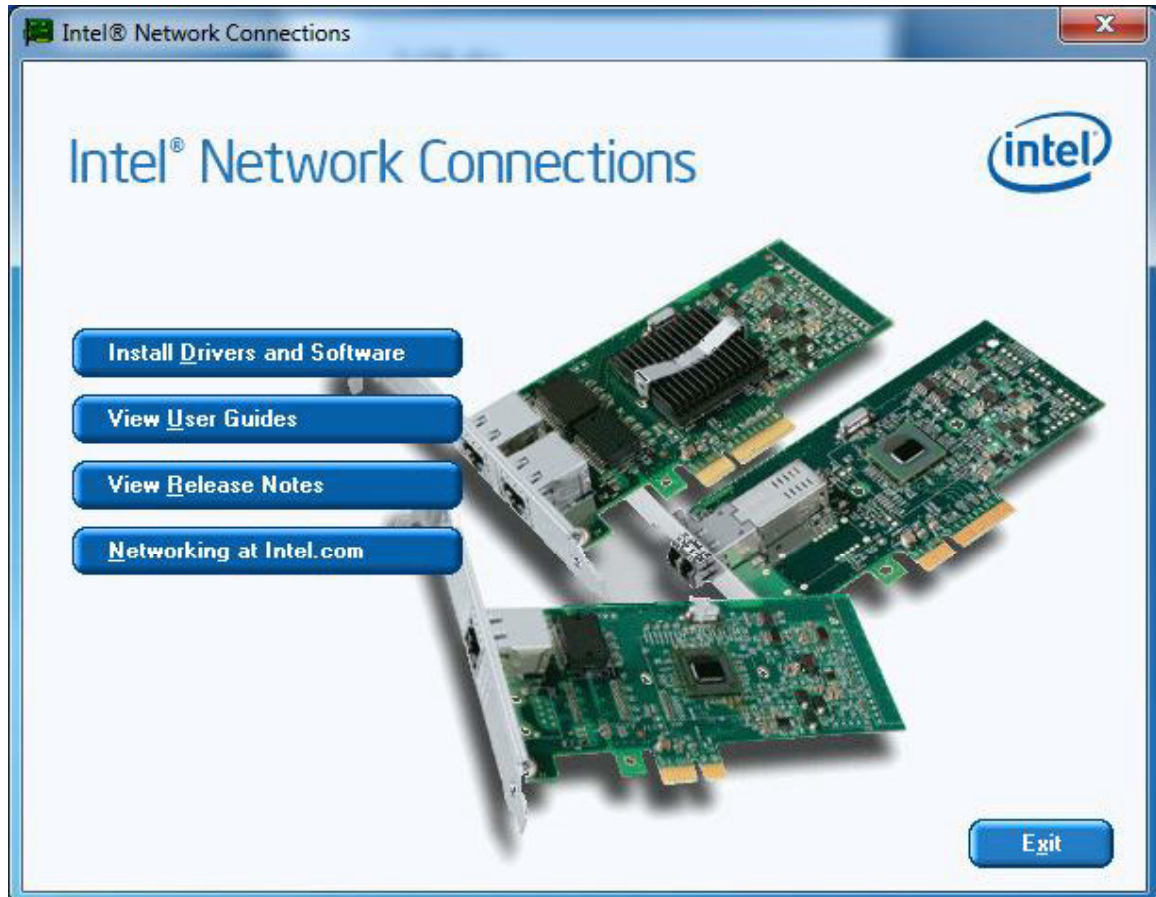 Intel® Network Connections
Intel® Network Connections
intel
Install Drivers and Software
View User Guides
View Release Notes
Networking at Intel.com
Exit